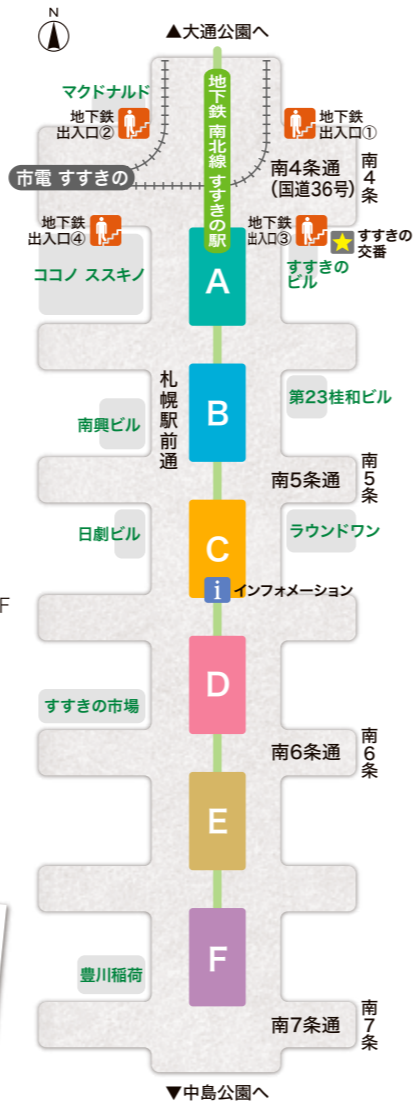 N
▲大通公園へ
マクドナルド
地下鉄
出入口②
地下鉄
出入口①
地下鉄 南北線 すすきの駅
市電 すすきの
南4条通
(国道36号)
南4条
地下鉄
出入口④
地下鉄
出入口③
すすきの
交番
ココノ ススキノ
すすきの
ビル
A
札幌駅前通
B
第23桂和ビル
南興ビル
南5条通
南5条
日劇ビル
ラウンドワン
C
i インフォメーション
F
D
すすきの市場
南6条通
南6条
E
F
豊川稲荷
南7条通
南7条
▼中島公園へ